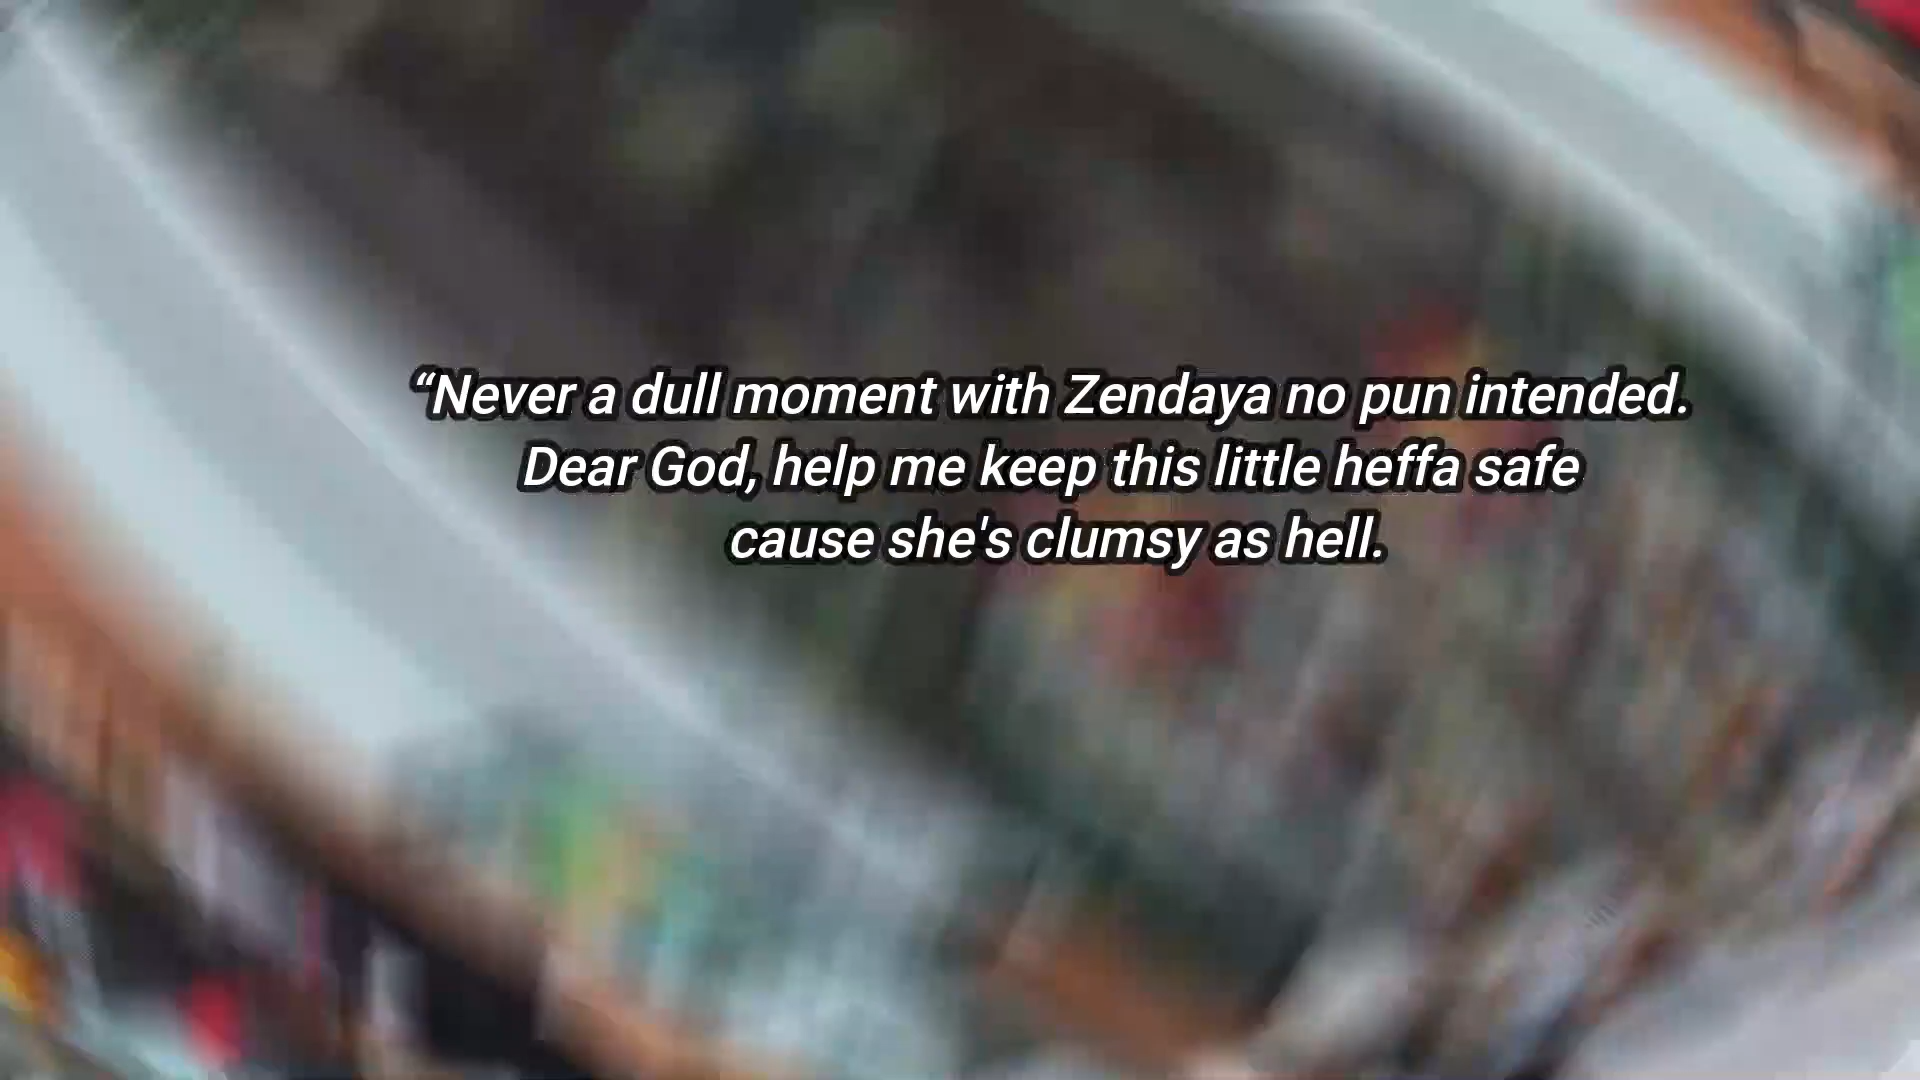 “Never a dull moment with Zendaya no pun intended.
Dear God, help me keep this little heffa safe
cause she's clumsy as hell.